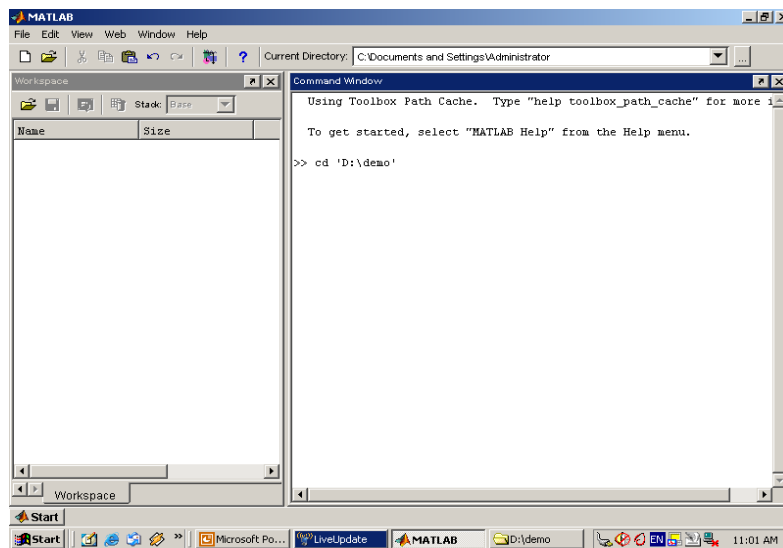 MATLAB
File Edit View Web Window Help
? Current Directory: C:\Documents and Settings\Administrator ...
Workspace
Stack: Base
Name Size
Workspace
Command Window
Using Toolbox Path Cache. Type "help toolbox_path_cache" for more i
To get started, select "MATLAB Help" from the Help menu.
>> cd 'D:\demo'
Start
Start » Microsoft Po... LiveUpdate MATLAB D:\demo EN 11:01 AM